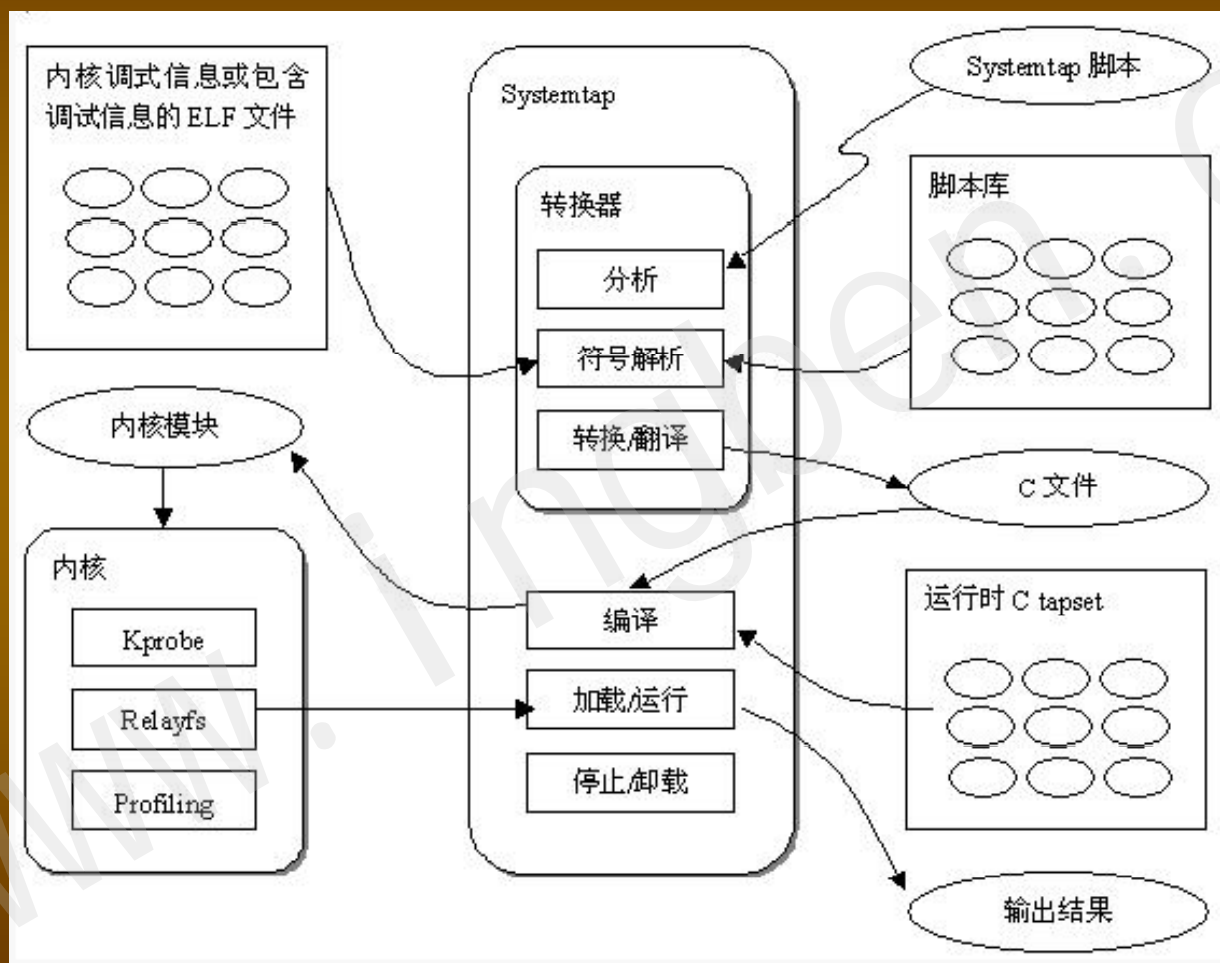 内核调式信息或包含
调试信息的 ELF 文件
Systemtap
转换器
分析
符号解析
转换/翻译
编译
加载/运行
停止/卸载
Systemtap 脚本
脚本库
C 文件
运行时 C tapset
输出结果
内核模块
内核
Kprobe
Relayfs
Profiling